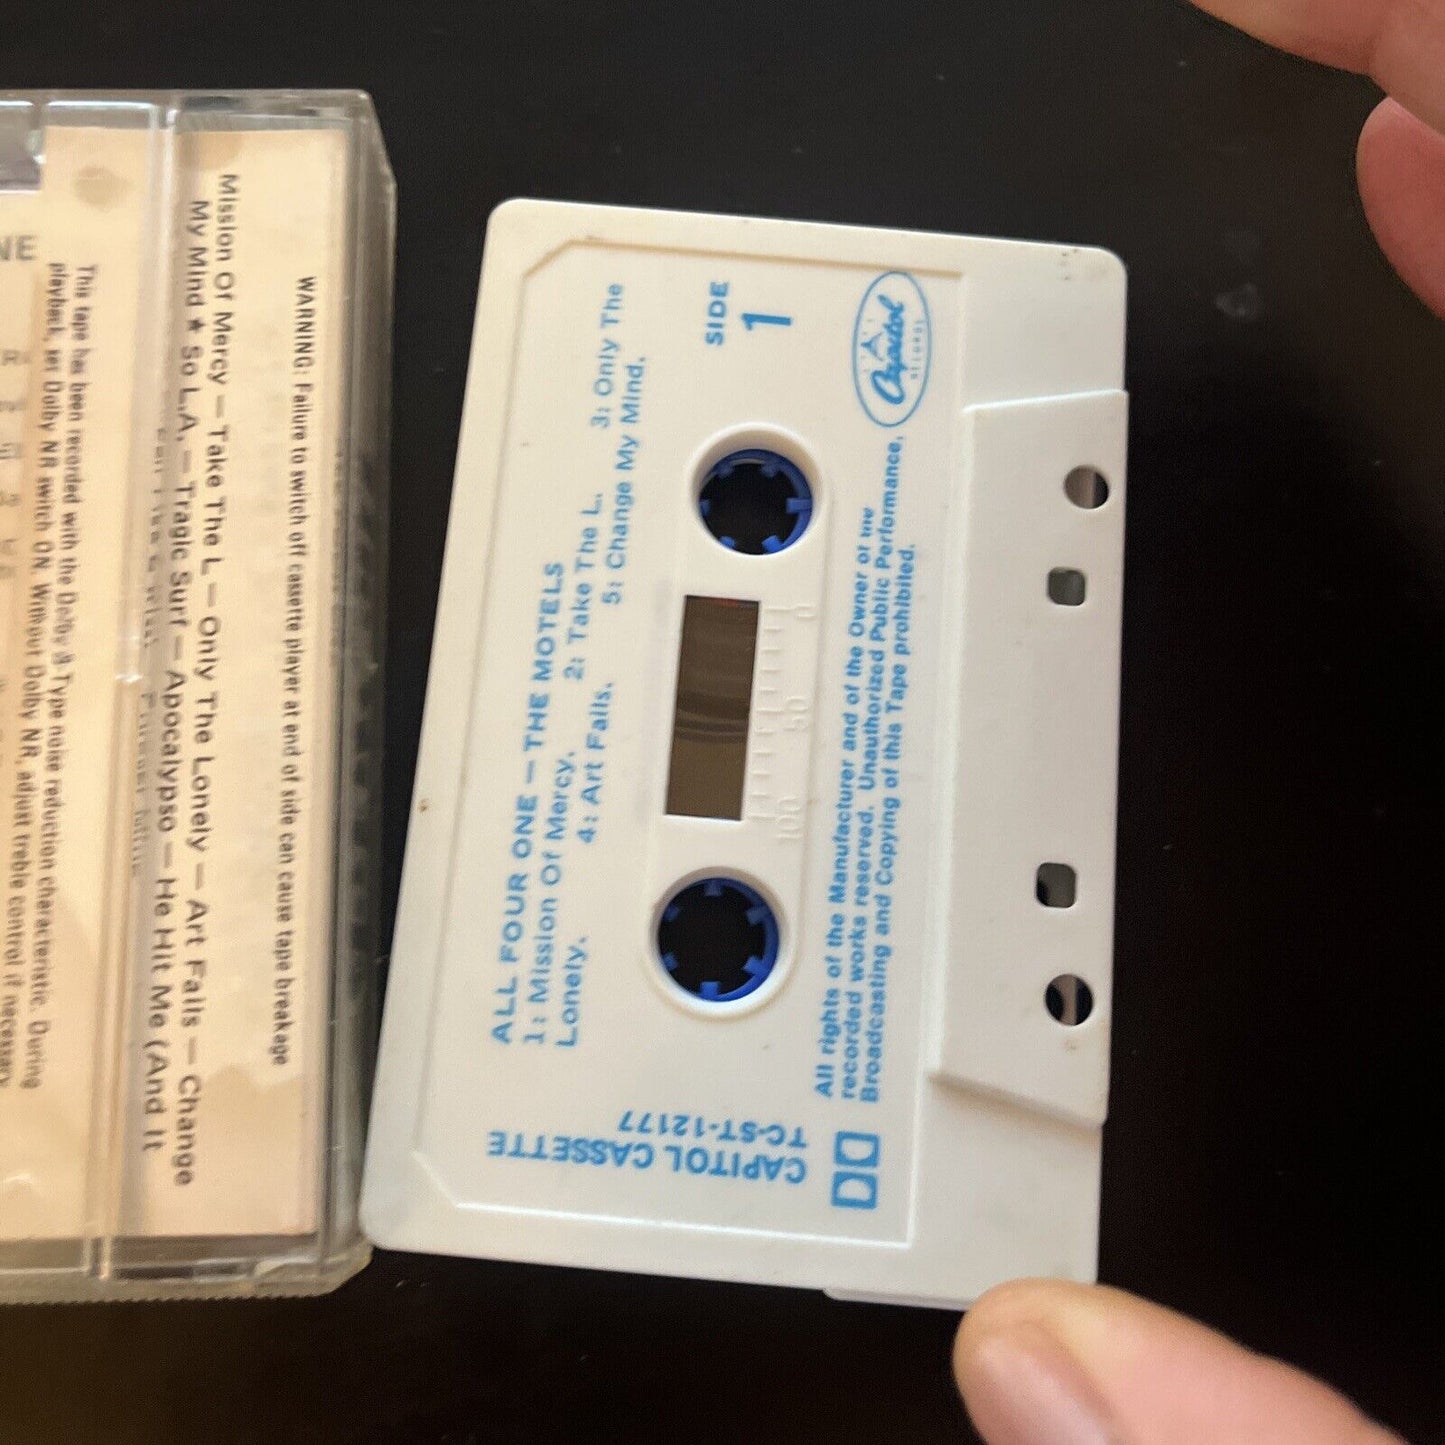 ALL FOUR ONE — THE MOTELS
1: Mission Of Mercy. 2: Take The L. 3: Only The
Lonely. 4: Art Fails. 5: Change My Mind.
SIDE
1
Capitol
RECORDS
0 50 100
All rights of the Manufacturer and of the Owner of the
recorded works reserved. Unauthorized Public Performance,
Broadcasting and Copying of this Tape prohibited.
CAPITOL CASSETTE
TC-ST-12177
WARNING: Failure to switch off cassette player at end of side can cause tape breakage
Mission Of Mercy — Take The L — Only The Lonely — Art Fails — Change
My Mind ★ So L.A. — Tragic Surf — Apocalypso — He Hit Me (And It
This tape has been recorded with the Dolby B Type noise reduction characteristic. During
playback, set Dolby NR switch ON. Without Dolby NR, adjust treble control if necessary
NE